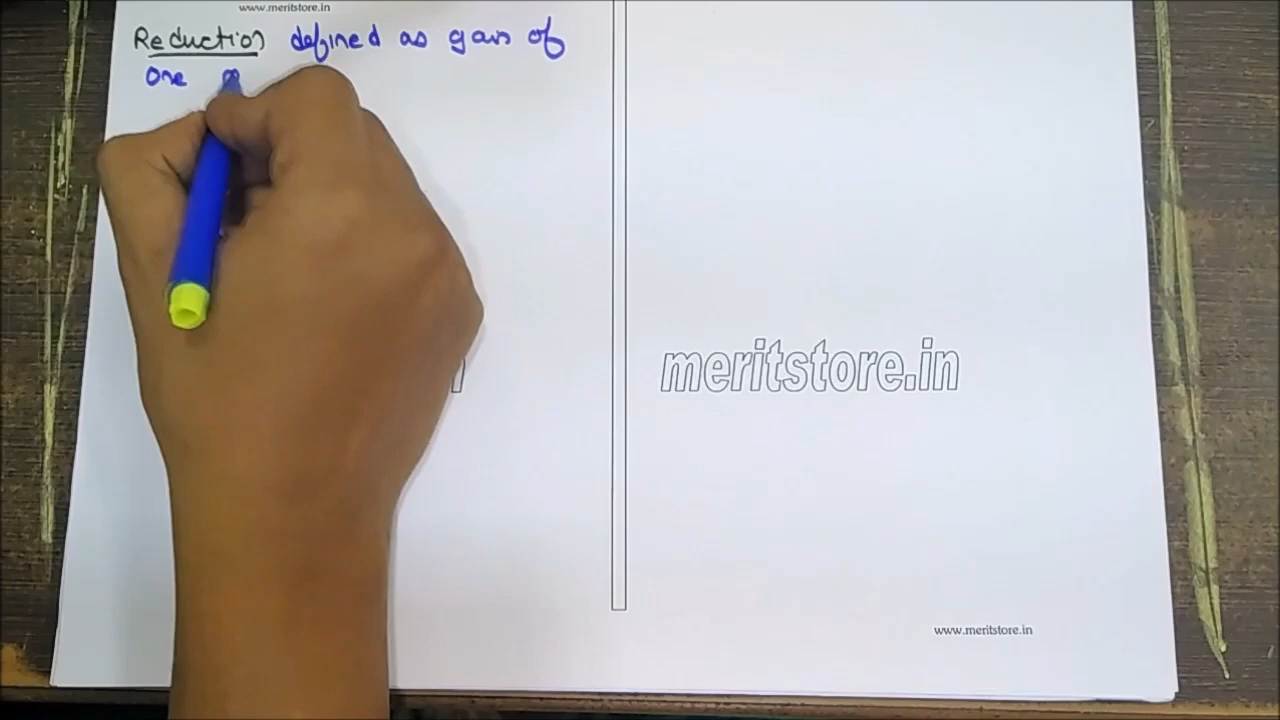 www.meritstore.in
Reduction defined as gain of
one
meritstore.in
www.meritstore.in